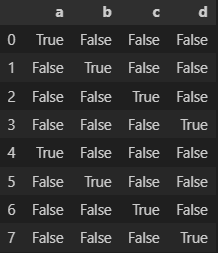 a b c d
0 True False False False
1 False True False False
2 False False True False
3 False False False True
4 True False False False
5 False True False False
6 False False True False
7 False False False True